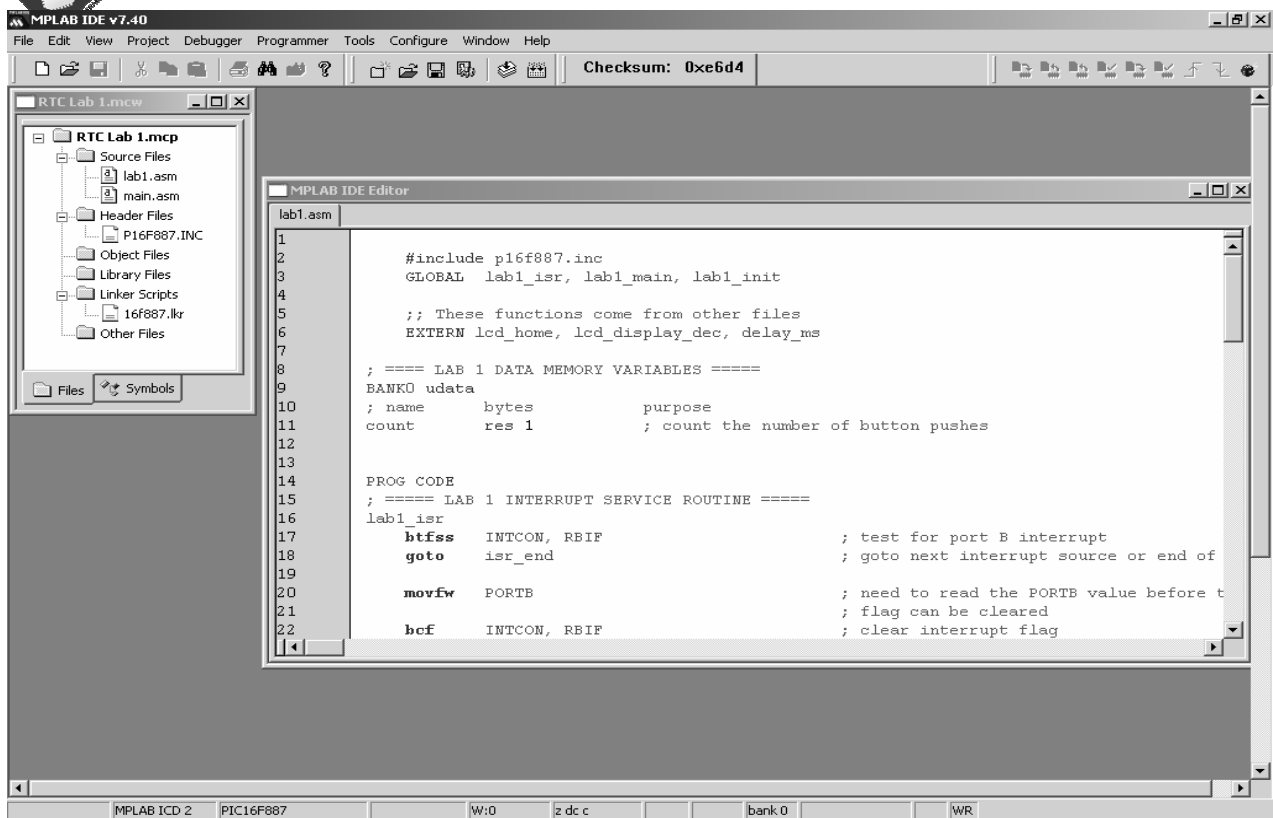 MPLAB IDE v7.40
File Edit View Project Debugger Programmer Tools Configure Window Help
Checksum: 0xe6d4
RTC Lab 1.mcw
RTC Lab 1.mcp
Source Files
lab1.asm
main.asm
Header Files
P16F887.INC
Object Files
Library Files
Linker Scripts
16f887.lkr
Other Files
Files Symbols
MPLAB IDE Editor
lab1.asm
1
2 #include p16f887.inc
3 GLOBAL lab1_isr, lab1_main, lab1_init
4
5 ;; These functions come from other files
6 EXTERN lcd_home, lcd_display_dec, delay_ms
7
8 ; ==== LAB 1 DATA MEMORY VARIABLES =====
9 BANK0 udata
10 ; name bytes purpose
11 count res 1 ; count the number of button pushes
12
13
14 PROG CODE
15 ; ===== LAB 1 INTERRUPT SERVICE ROUTINE =====
16 lab1_isr
17 btfss INTCON, RBIF ; test for port B interrupt
18 goto isr_end ; goto next interrupt source or end of
19
20 movfw PORTB ; need to read the PORTB value before t
21 ; flag can be cleared
22 bcf INTCON, RBIF ; clear interrupt flag
MPLAB ICD 2 PIC16F887 W:0 z dc c bank 0 WR